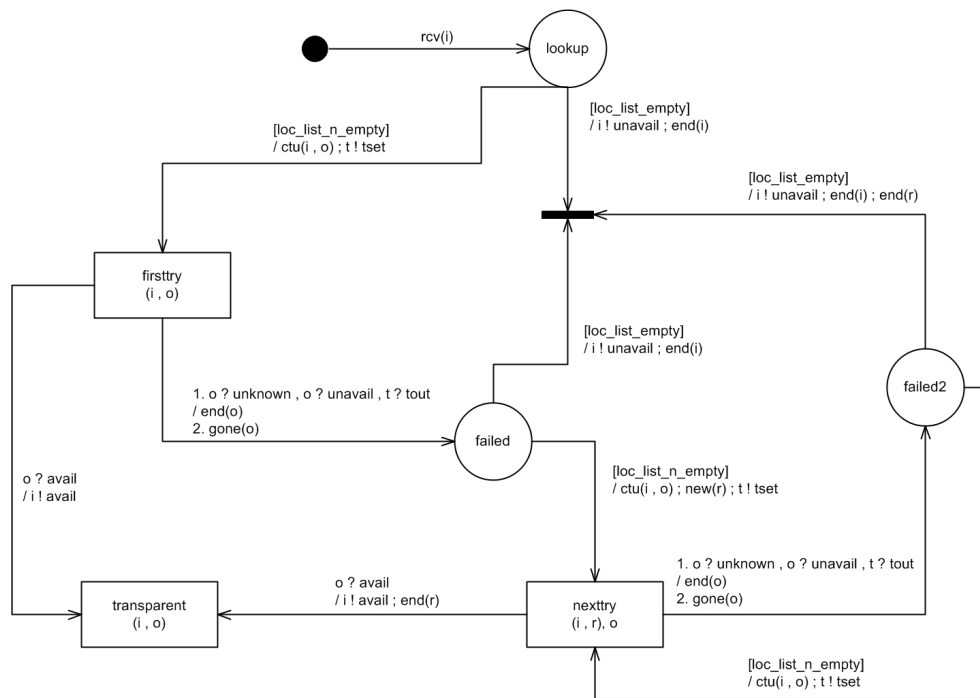 rcv(i)
lookup
[loc_list_empty]
/ i ! unavail ; end(i)
[loc_list_n_empty]
/ ctu(i , o) ; t ! tset
[loc_list_empty]
/ i ! unavail ; end(i) ; end(r)
firsttry
(i , o)
[loc_list_empty]
/ i ! unavail ; end(i)
1. o ? unknown , o ? unavail , t ? tout
/ end(o)
2. gone(o)
failed
failed2
o ? avail
/ i ! avail
[loc_list_n_empty]
/ ctu(i , o) ; new(r) ; t ! tset
1. o ? unknown , o ? unavail , t ? tout
/ end(o)
2. gone(o)
o ? avail
/ i ! avail ; end(r)
transparent
(i , o)
nexttry
(i , r), o
[loc_list_n_empty]
/ ctu(i , o) ; t ! tset